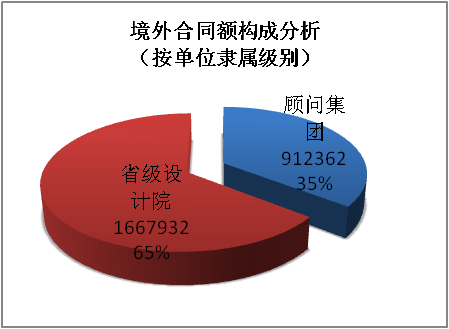 境外合同额构成分析
（按单位隶属级别）
顾问集
团
912362
35%
省级设
计院
1667932
65%